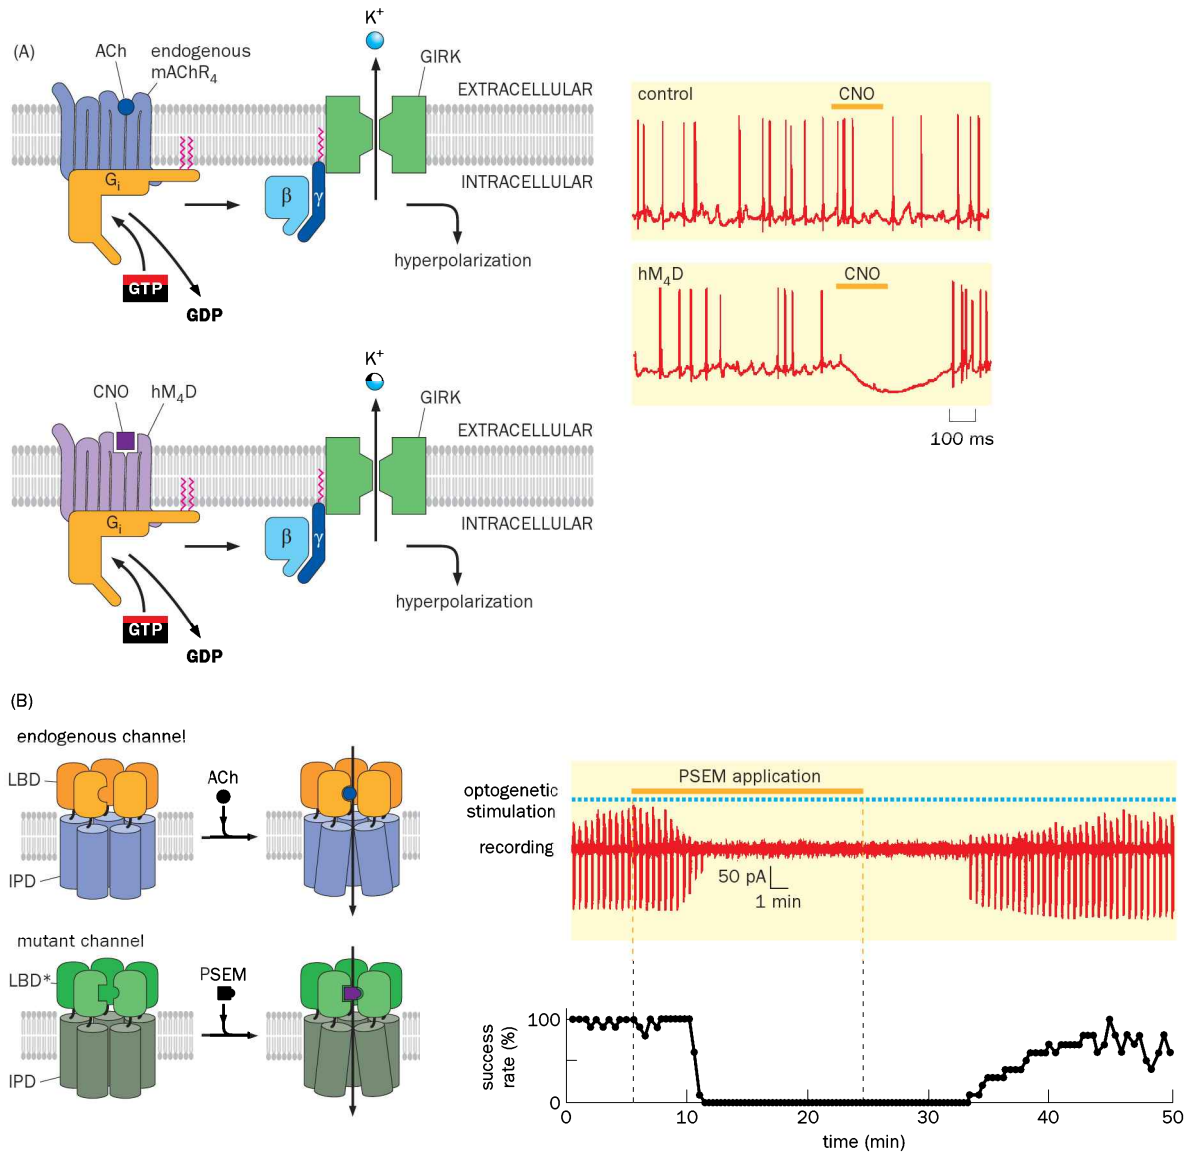 (A)
ACh
endogenous
mAChR4
K+
GIRK
EXTRACELLULAR
INTRACELLULAR
Gi
β
γ
GTP
GDP
hyperpolarization
control
CNO
hM4D
CNO
100 ms
CNO
hM4D
K+
GIRK
EXTRACELLULAR
INTRACELLULAR
Gi
β
γ
GTP
GDP
hyperpolarization
(B)
endogenous channel
LBD
IPD
ACh
mutant channel
LBD*
IPD
PSEM
PSEM application
optogenetic
stimulation
recording
50 pA
1 min
success
rate (%)
100
0
0
10
20
30
40
50
time (min)